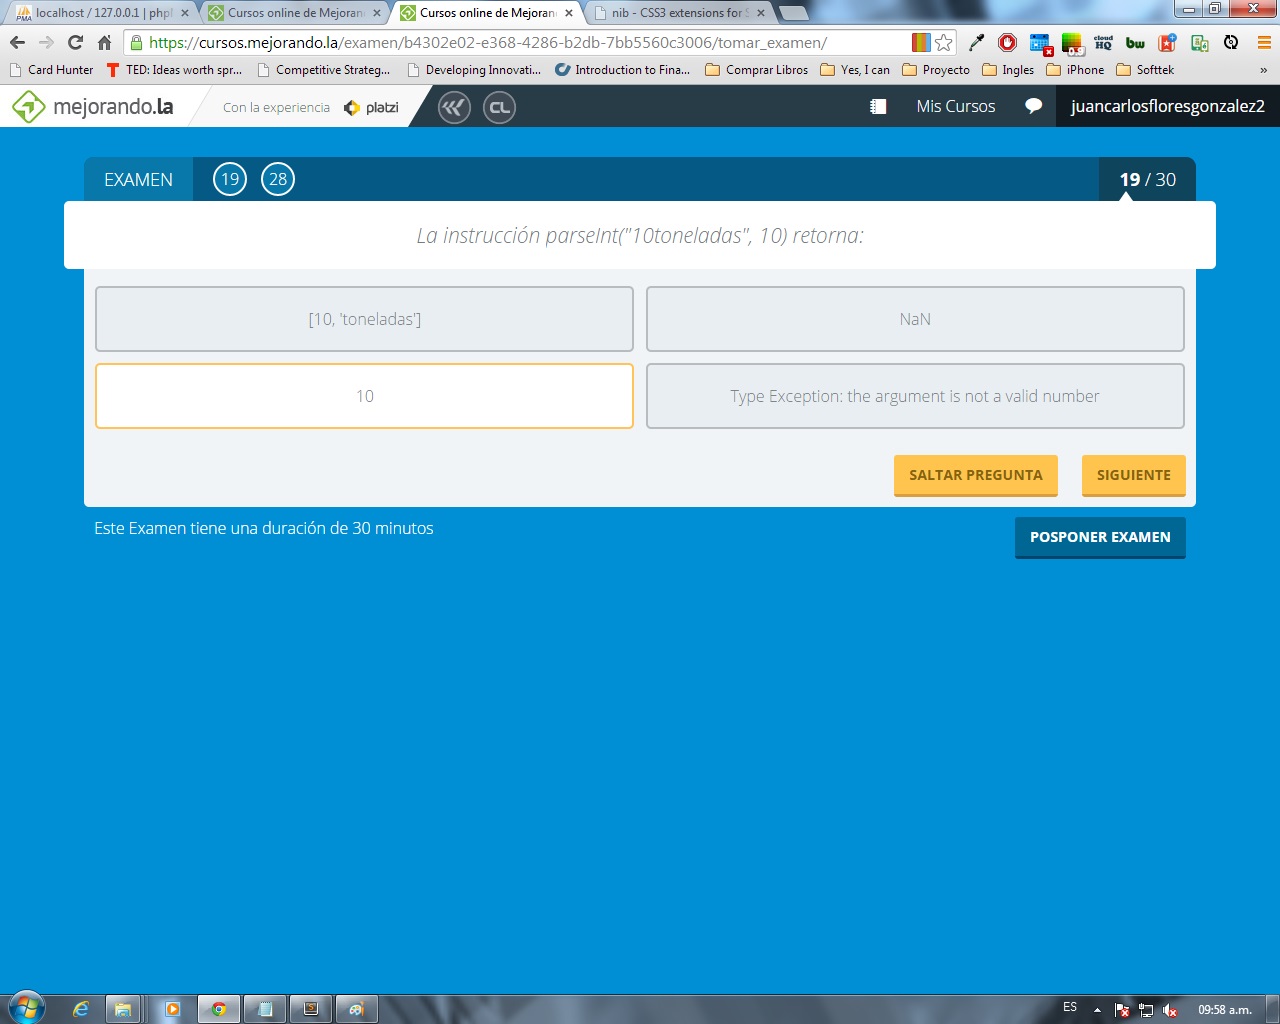 localhost / 127.0.0.1 | php
Cursos online de Mejoran
Cursos online de Mejoran
nib - CSS3 extensions for S
https://cursos.mejorando.la/examen/b4302e02-e368-4286-b2db-7bb5560c3006/tomar_examen/
cloud HQ
bw
Card Hunter
TED: Ideas worth spr...
Competitive Strateg...
Developing Innovati...
Introduction to Fina...
Comprar Libros
Yes, I can
Proyecto
Ingles
iPhone
Softtek
»
mejorando.la
Con la experiencia
platzi
CL
Mis Cursos
juancarlosfloresgonzalez2
EXAMEN
19
28
19 / 30
La instrucción parseInt("10toneladas", 10) retorna:
[10, 'toneladas']
NaN
10
Type Exception: the argument is not a valid number
SALTAR PREGUNTA
SIGUIENTE
Este Examen tiene una duración de 30 minutos
POSPONER EXAMEN
ES
09:58 a.m.